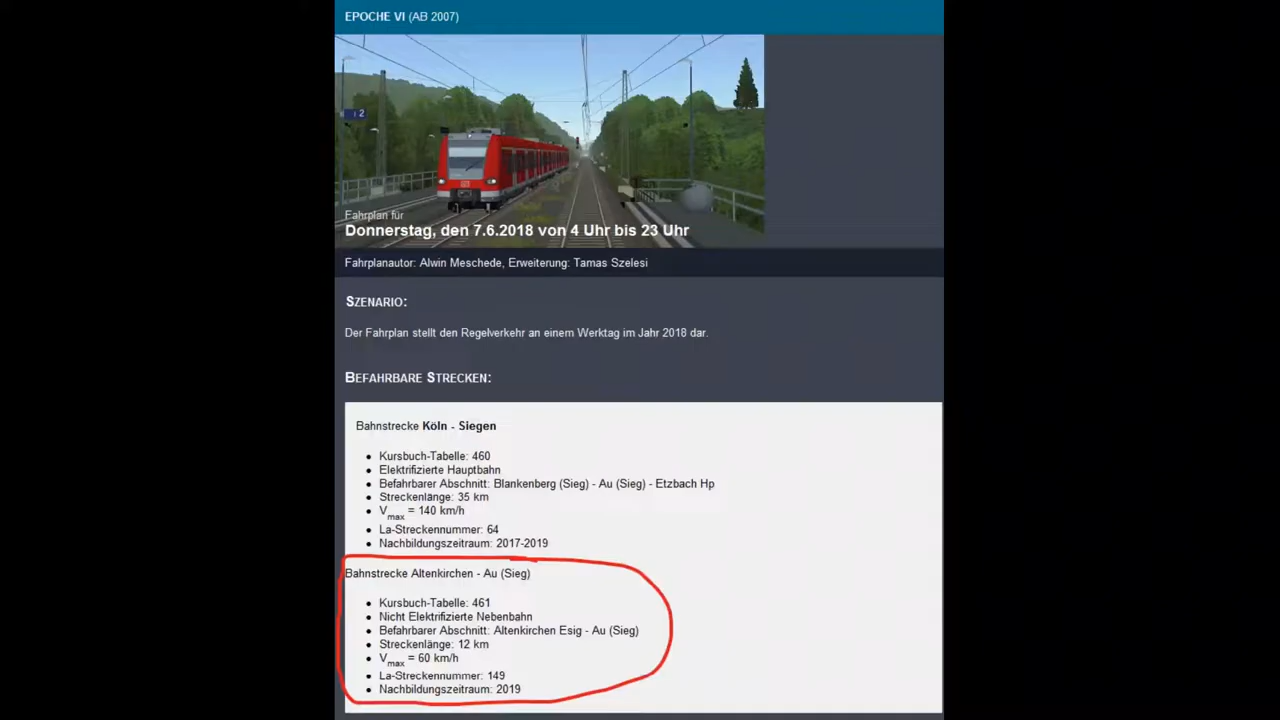 EPOCHE VI (AB 2007)
2
Fahrplan für
Donnerstag, den 7.6.2018 von 4 Uhr bis 23 Uhr
Fahrplanautor: Alwin Meschede, Erweiterung: Tamas Szelesi
SZENARIO:
Der Fahrplan stellt den Regelverkehr an einem Werktag im Jahr 2018 dar.
BEFAHRBARE STRECKEN:
Bahnstrecke Köln - Siegen
• Kursbuch-Tabelle: 460
• Elektrifizierte Hauptbahn
• Befahrbarer Abschnitt: Blankenberg (Sieg) - Au (Sieg) - Etzbach Hp
• Streckenlänge: 35 km
• Vmax = 140 km/h
• La-Streckennummer: 64
• Nachbildungszeitraum: 2017-2019
Bahnstrecke Altenkirchen - Au (Sieg)
• Kursbuch-Tabelle: 461
• Nicht Elektrifizierte Nebenbahn
• Befahrbarer Abschnitt: Altenkirchen Esig - Au (Sieg)
• Streckenlänge: 12 km
• Vmax = 60 km/h
• La-Streckennummer: 149
• Nachbildungszeitraum: 2019